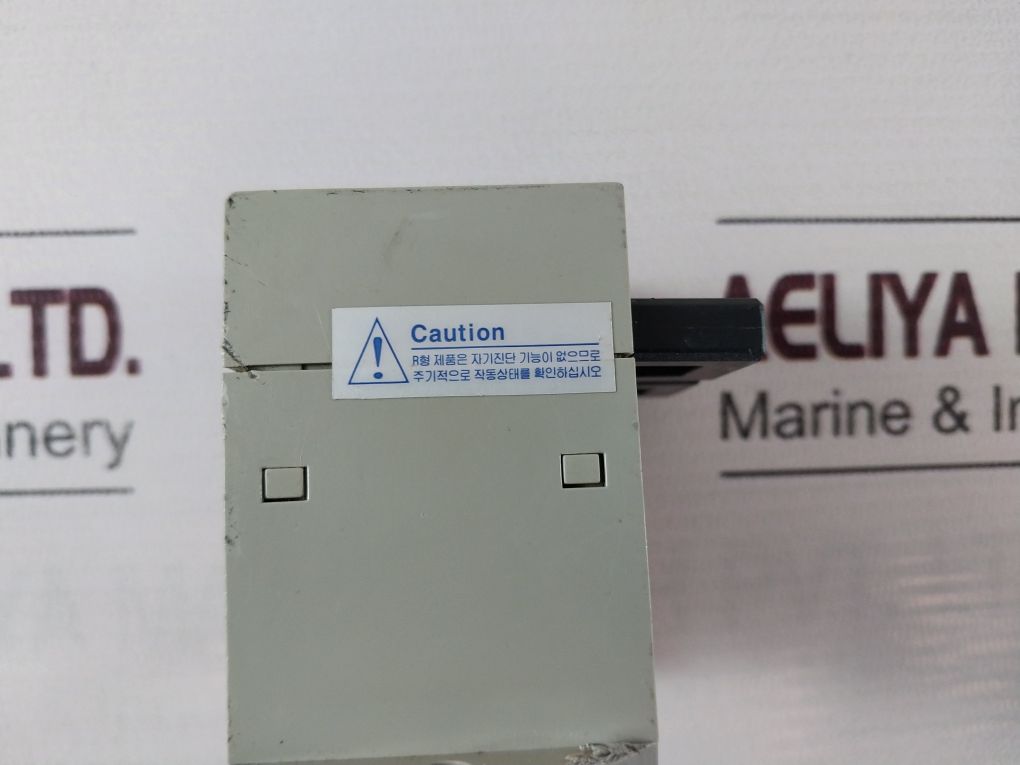 Caution
R형 제품은 자기진단 기능이 없으므로
주기적으로 작동상태를 확인하십시오
LTD.
nery
AELIYA
Marine & In